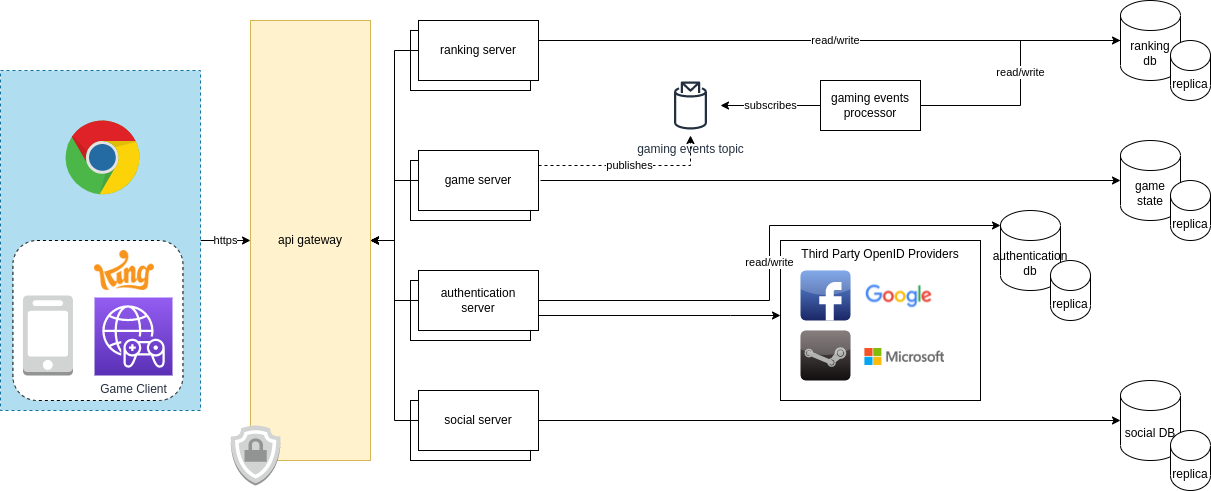 ranking server
read/write
ranking
db
replica
read/write
gaming events
processor
subscribes
gaming events topic
publishes
game server
game
state
replica
https
api gateway
King
Game Client
authentication
server
read/write
Third Party OpenID Providers
f
Google
Microsoft
authentication
db
replica
social server
social DB
replica